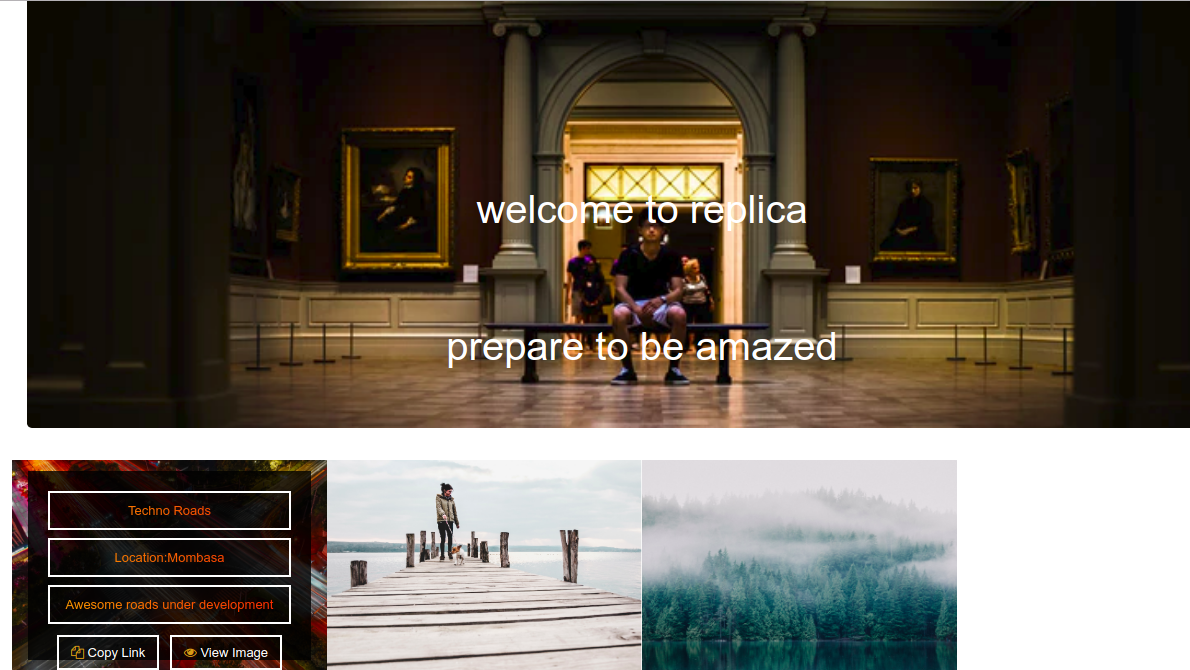 welcome to replica
prepare to be amazed
Techno Roads
Location:Mombasa
Awesome roads under development
Copy Link
View Image